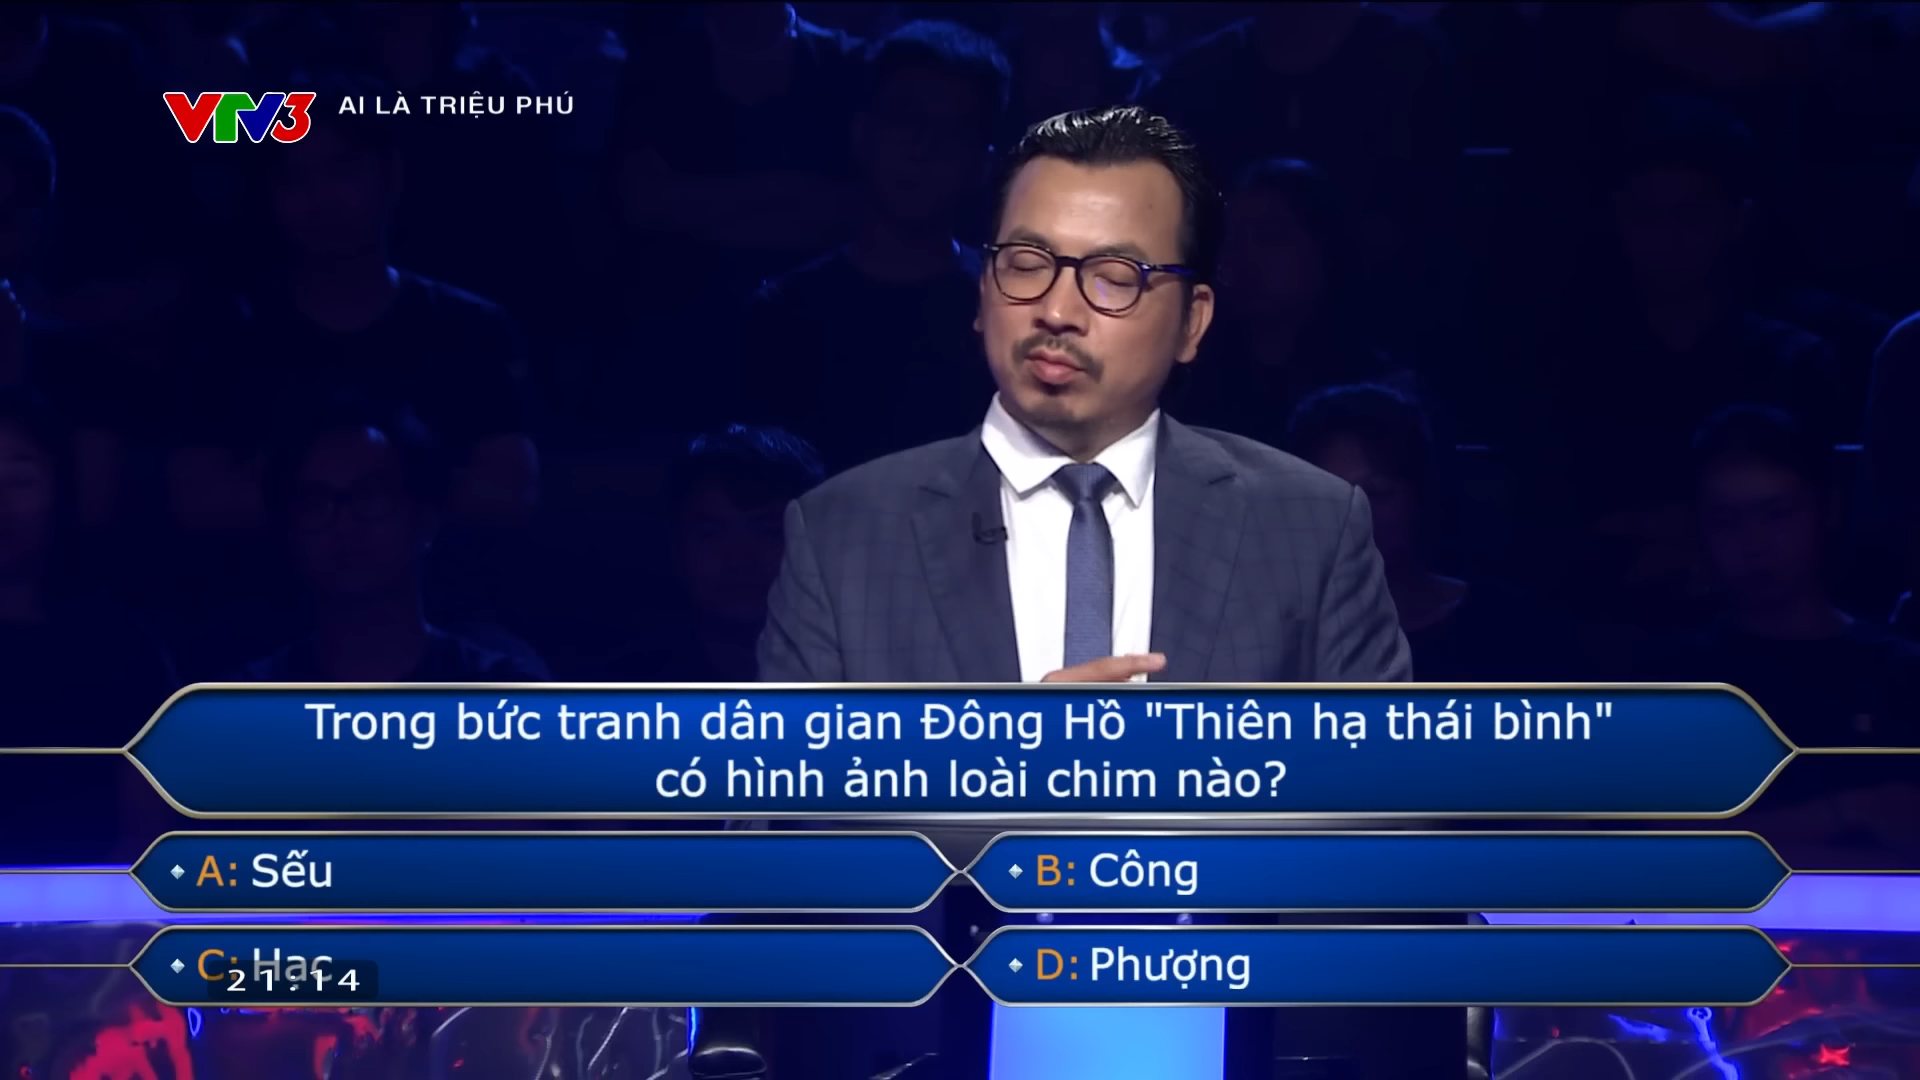 VTV3 AI LÀ TRIỆU PHÚ
Trong bức tranh dân gian Đông Hồ "Thiên hạ thái bình"
có hình ảnh loài chim nào?
A: Sếu
B: Công
C: Hạc
D: Phượng
21:14